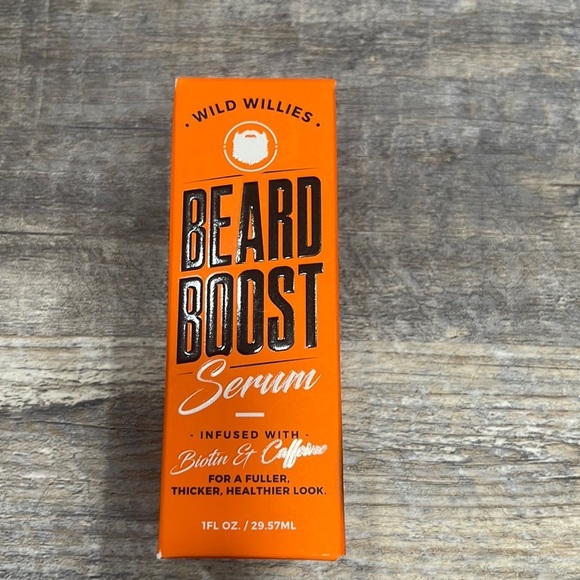 · WILD WILLIES ·
BEARD
BOOST
Serum
- INFUSED WITH -
Biotin & Caffeine
FOR A FULLER,
THICKER, HEALTHIER LOOK.
1FL OZ. / 29.57ML